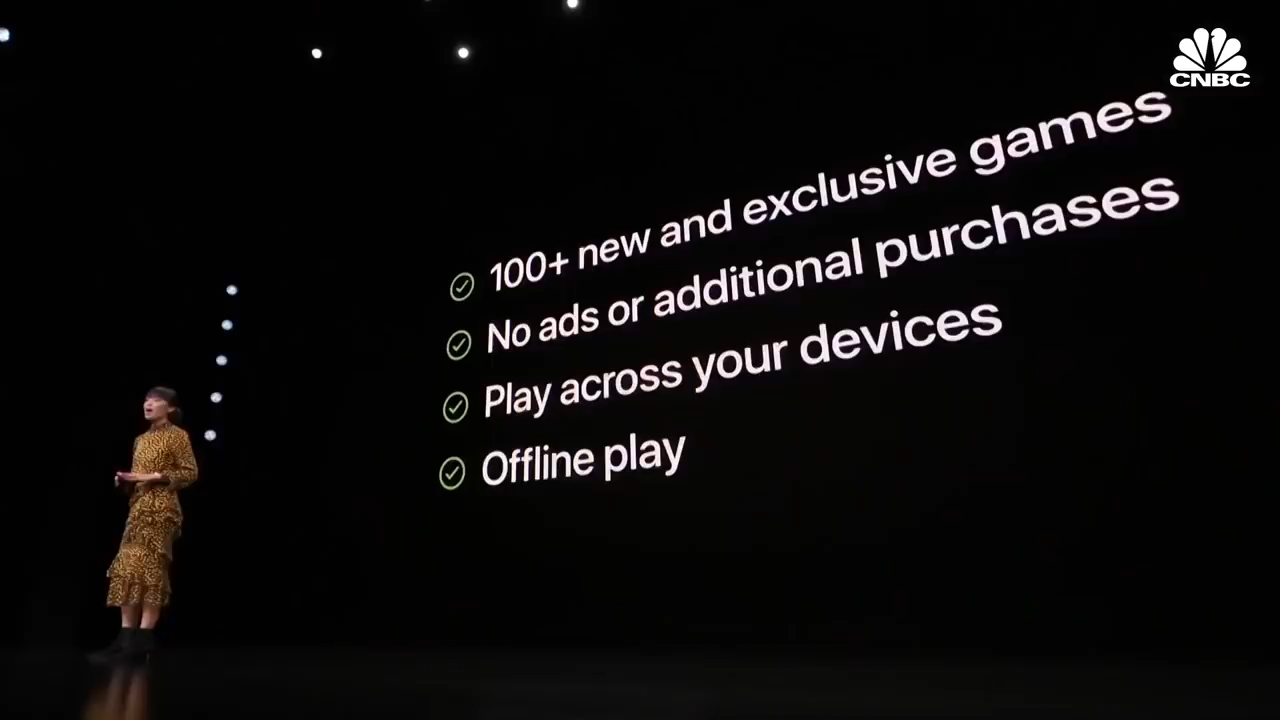 CNBC
100+ new and exclusive games
No ads or additional purchases
Play across your devices
Offline play